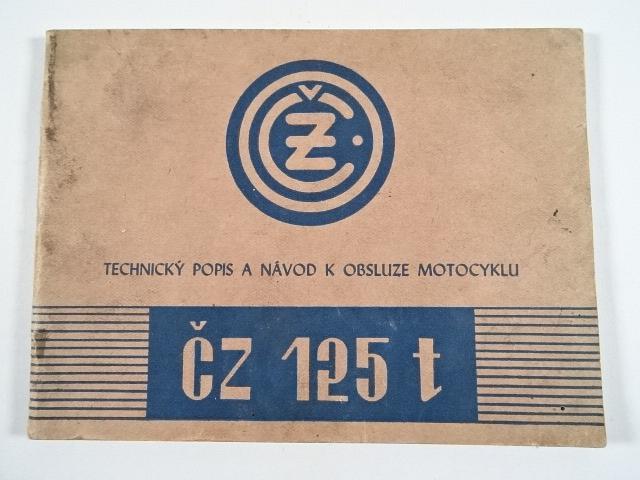 ČZ
TECHNICKÝ POPIS A NÁVOD K OBSLUZE MOTOCYKLU
ČZ 125 t